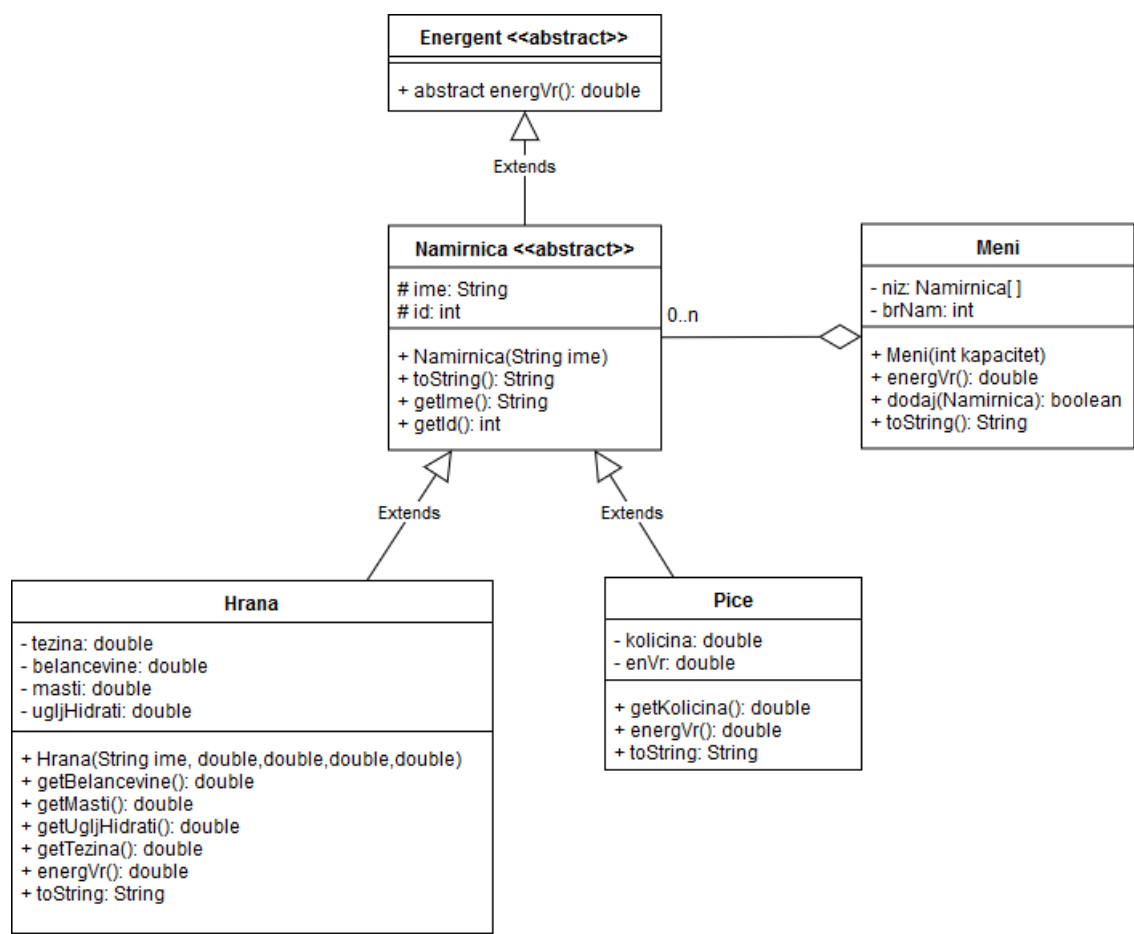 Energent <<abstract>>
+ abstract energVr(): double
Extends
Namirnica <<abstract>>
# ime: String
# id: int
+ Namirnica(String ime)
+ toString(): String
+ getIme(): String
+ getId(): int
0..n
Meni
- niz: Namirnica[ ]
- brNam: int
+ Meni(int kapacitet)
+ energVr(): double
+ dodaj(Namirnica): boolean
+ toString(): String
Extends
Extends
Hrana
- tezina: double
- belancevine: double
- masti: double
- ugljHidrati: double
+ Hrana(String ime, double,double,double,double)
+ getBelancevine(): double
+ getMasti(): double
+ getUgljHidrati(): double
+ getTezina(): double
+ energVr(): double
+ toString: String
Pice
- kolicina: double
- enVr: double
+ getKolicina(): double
+ energVr(): double
+ toString: String